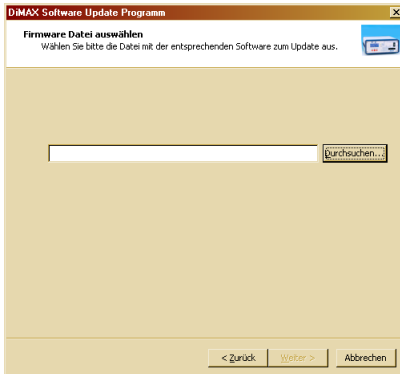 DiMAX Software Update Programm
Firmware Datei auswählen
Wählen Sie bitte die Datei mit der entsprechenden Software zum Update aus.
Durchsuchen...
< Zurück Weiter > Abbrechen